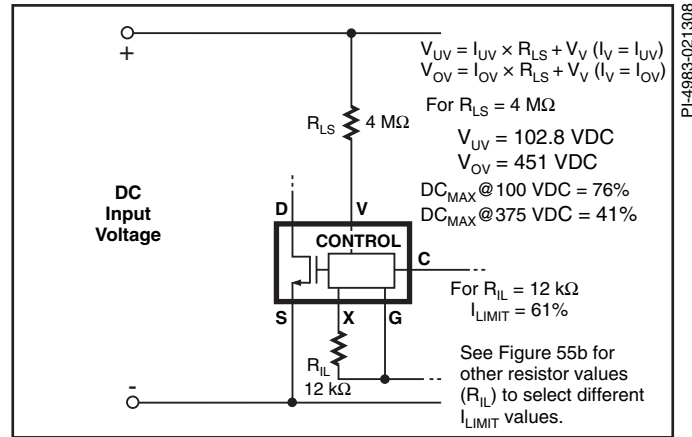 +
V_UV = I_UV × R_LS + V_V (I_V = I_UV)
V_OV = I_OV × R_LS + V_V (I_V = I_OV)
For R_LS = 4 MΩ
V_UV = 102.8 VDC
V_OV = 451 VDC
DC_MAX @100 VDC = 76%
DC_MAX @375 VDC = 41%
R_LS
4 MΩ
DC
Input
Voltage
D
V
CONTROL
C
S
X
G
For R_IL = 12 kΩ
I_LIMIT = 61%
R_IL
12 kΩ
See Figure 55b for
other resistor values
(R_IL) to select different
I_LIMIT values.
-
PI-4983-021308